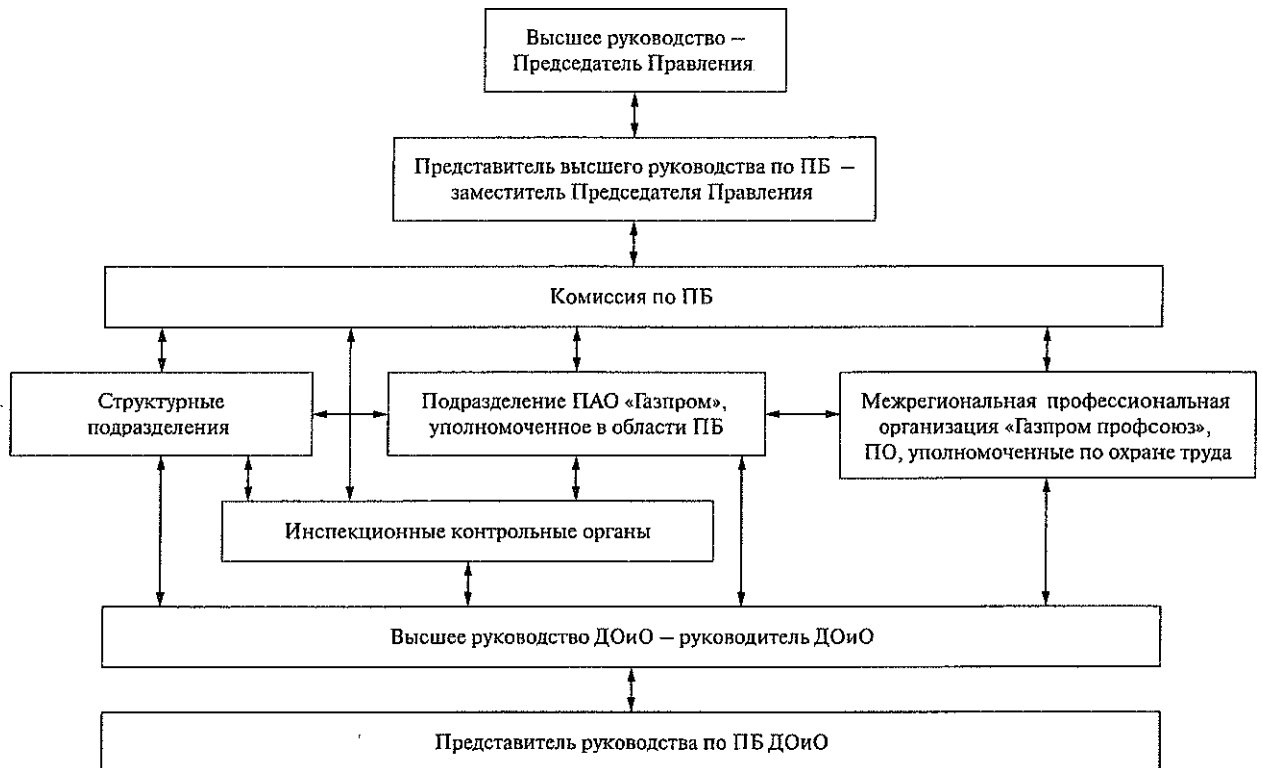 Высшее руководство –
Председатель Правления
Представитель высшего руководства по ПБ –
заместитель Председателя Правления
Комиссия по ПБ
Структурные
подразделения
Подразделение ПАО «Газпром»,
уполномоченное в области ПБ
Межрегиональная профессиональная
организация «Газпром профсоюз»,
ПО, уполномоченные по охране труда
Инспекционные контрольные органы
Высшее руководство ДОиО – руководитель ДОиО
Представитель руководства по ПБ ДОиО